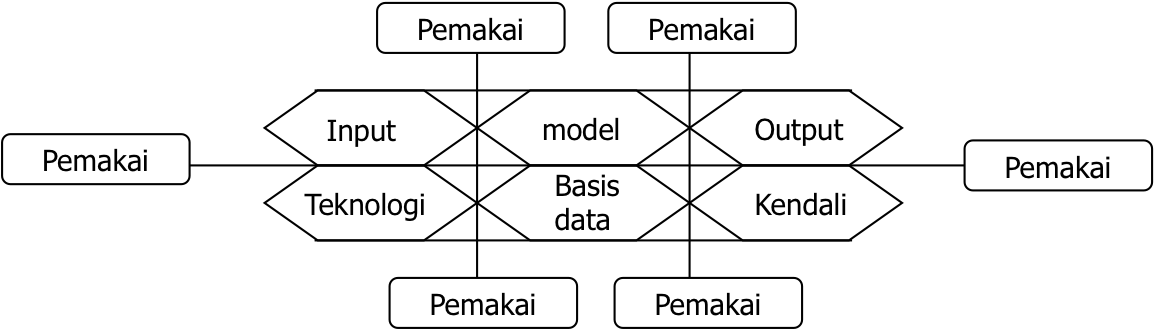 Pemakai
Pemakai
Input
model
Output
Pemakai
Pemakai
Teknologi
Basis
data
Kendali
Pemakai
Pemakai